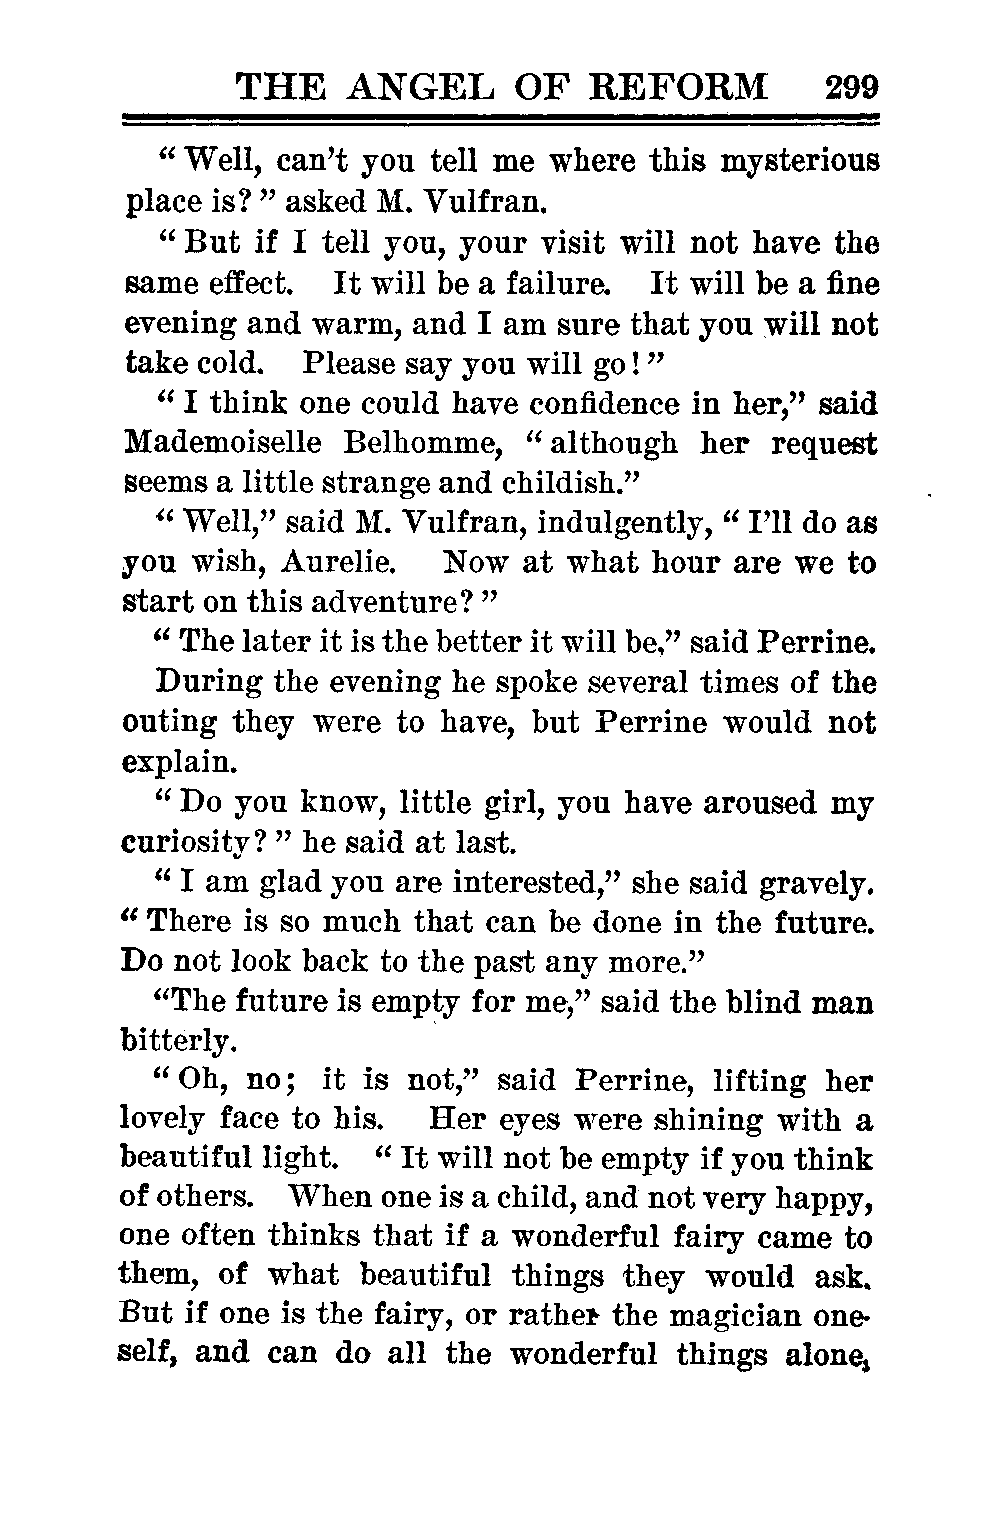 THE ANGEL OF REFORM 299
“Well, can’t you tell me where this mysterious
place is?” asked M. Vulfran.
“But if I tell you, your visit will not have the
same effect. It will be a failure. It will be a fine
evening and warm, and I am sure that you will not
take cold. Please say you will go!”
“I think one could have confidence in her,” said
Mademoiselle Belhomme, “although her request
seems a little strange and childish.”
“Well,” said M. Vulfran, indulgently, “I’ll do as
you wish, Aurelie. Now at what hour are we to
start on this adventure?”
“The later it is the better it will be,” said Perrine.
During the evening he spoke several times of the
outing they were to have, but Perrine would not
explain.
“Do you know, little girl, you have aroused my
curiosity?” he said at last.
“I am glad you are interested,” she said gravely.
“There is so much that can be done in the future.
Do not look back to the past any more.”
“The future is empty for me,” said the blind man
bitterly.
“Oh, no; it is not,” said Perrine, lifting her
lovely face to his. Her eyes were shining with a
beautiful light. “It will not be empty if you think
of others. When one is a child, and not very happy,
one often thinks that if a wonderful fairy came to
them, of what beautiful things they would ask.
But if one is the fairy, or rather the magician one-
self, and can do all the wonderful things alone,